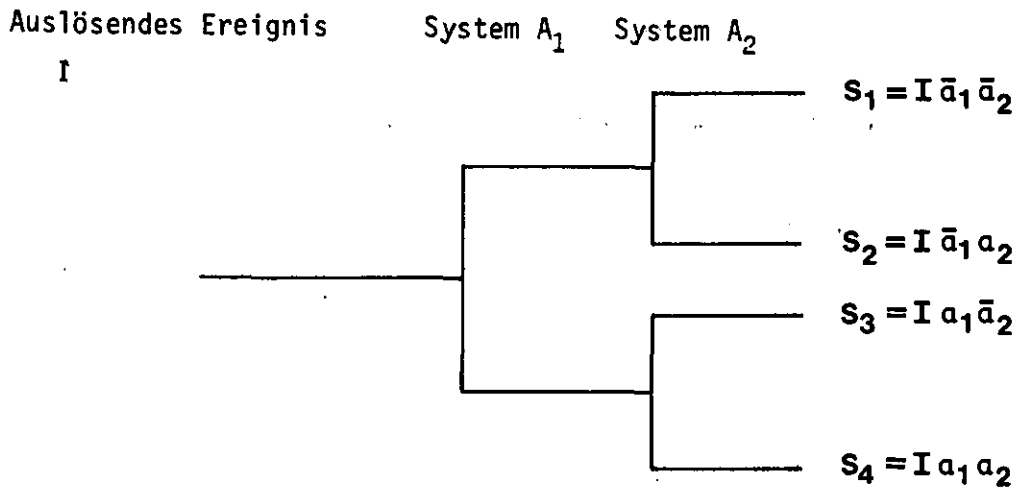 Auslösendes Ereignis System A₁ System A₂
I
S₁ = I ā₁ ā₂
S₂ = I ā₁ a₂
S₃ = I a₁ ā₂
S₄ = I a₁ a₂